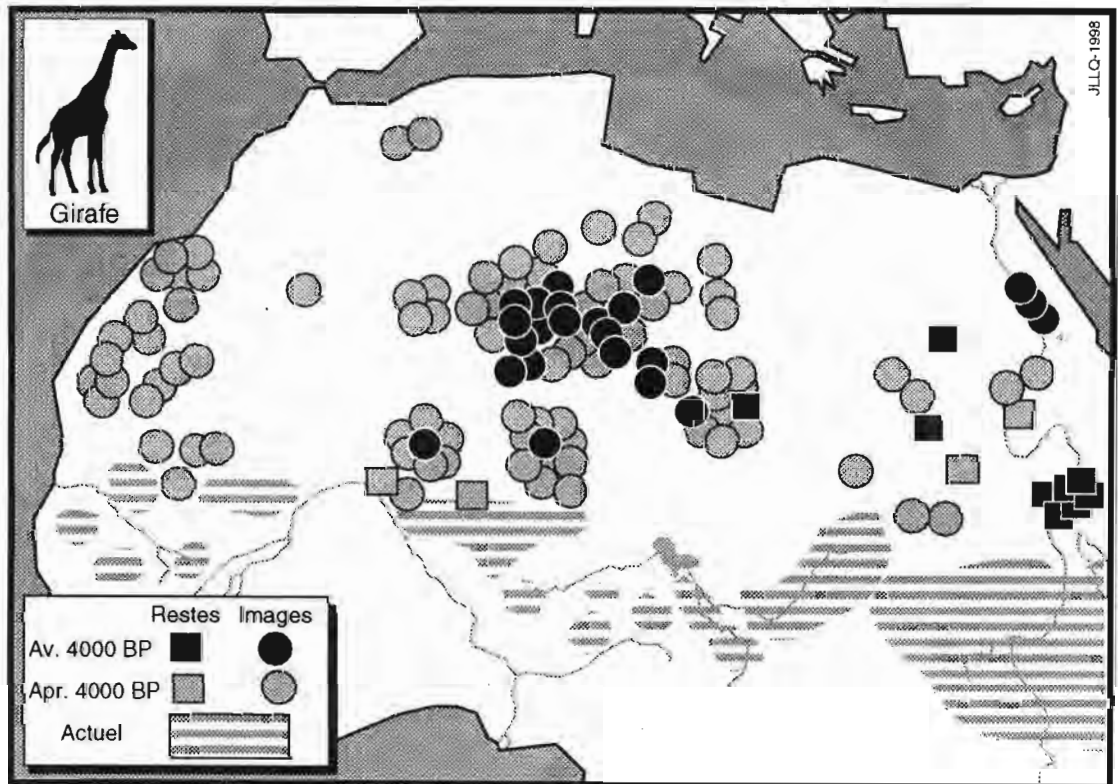 JLLQ-1998
Girafe
Restes Images
Av. 4000 BP
Apr. 4000 BP
Actuel